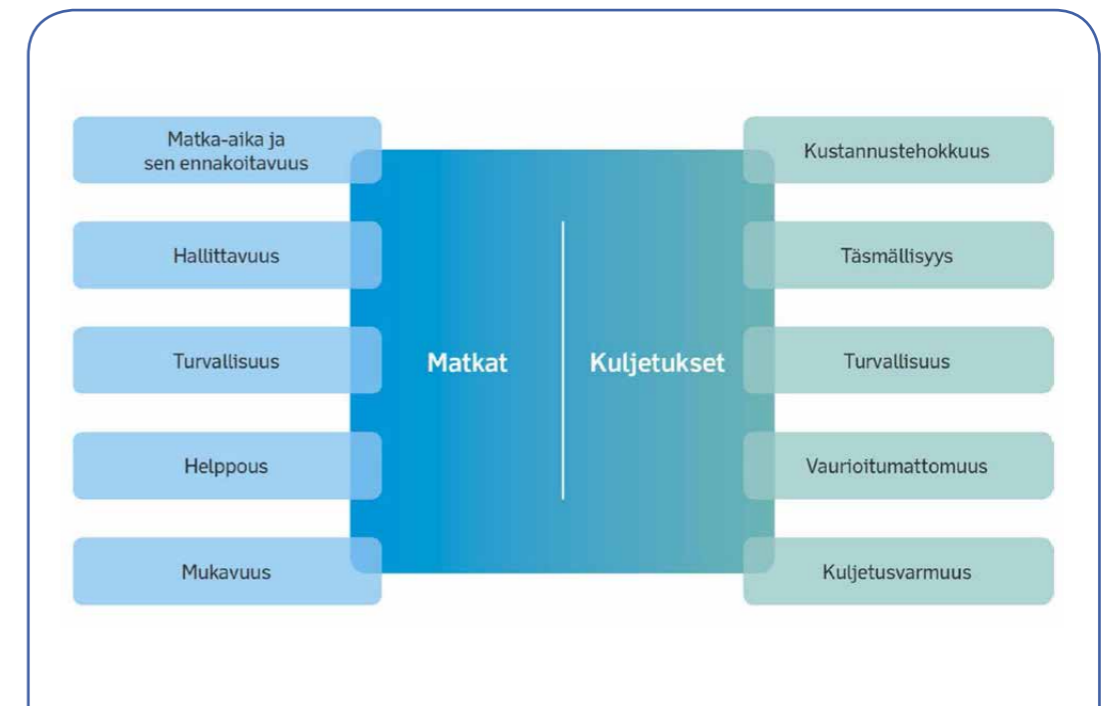 Matka-aika ja
sen ennakoitavuus
Hallittavuus
Turvallisuus
Helppous
Mukavuus
Matkat
Kuljetukset
Kustannustehokkuus
Täsmällisyys
Turvallisuus
Vaurioitumattomuus
Kuljetusvarmuus